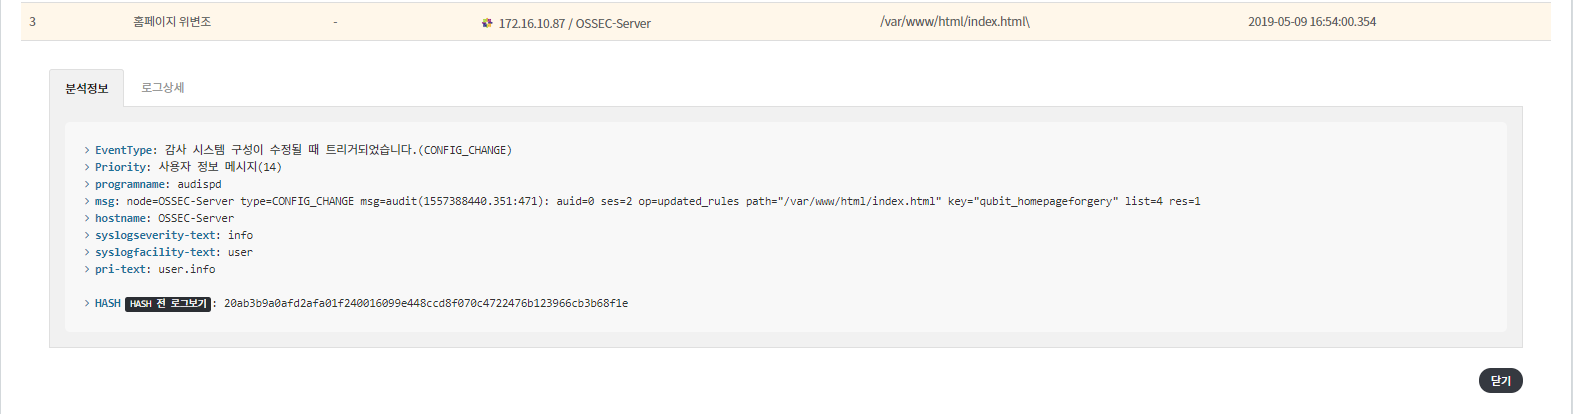 3 홈페이지 위변조 - 172.16.10.87 / OSSEC-Server /var/www/html/index.html\ 2019-05-09 16:54:00.354
분석정보 로그상세
> EventType: 감사 시스템 구성이 수정될 때 트리거되었습니다.(CONFIG_CHANGE)
> Priority: 사용자 정보 메시지(14)
> programname: audispd
> msg: node=OSSEC-Server type=CONFIG_CHANGE msg=audit(1557388440.351:471): auid=0 ses=2 op=updated_rules path="/var/www/html/index.html" key="qubit_homepageforgery" list=4 res=1
> hostname: OSSEC-Server
> syslogseverity-text: info
> syslogfacility-text: user
> pri-text: user.info
> HASH HASH 전 로그보기: 20ab3b9a0afd2afa01f240016099e448ccd8f070c4722476b123966cb3b68f1e
닫기